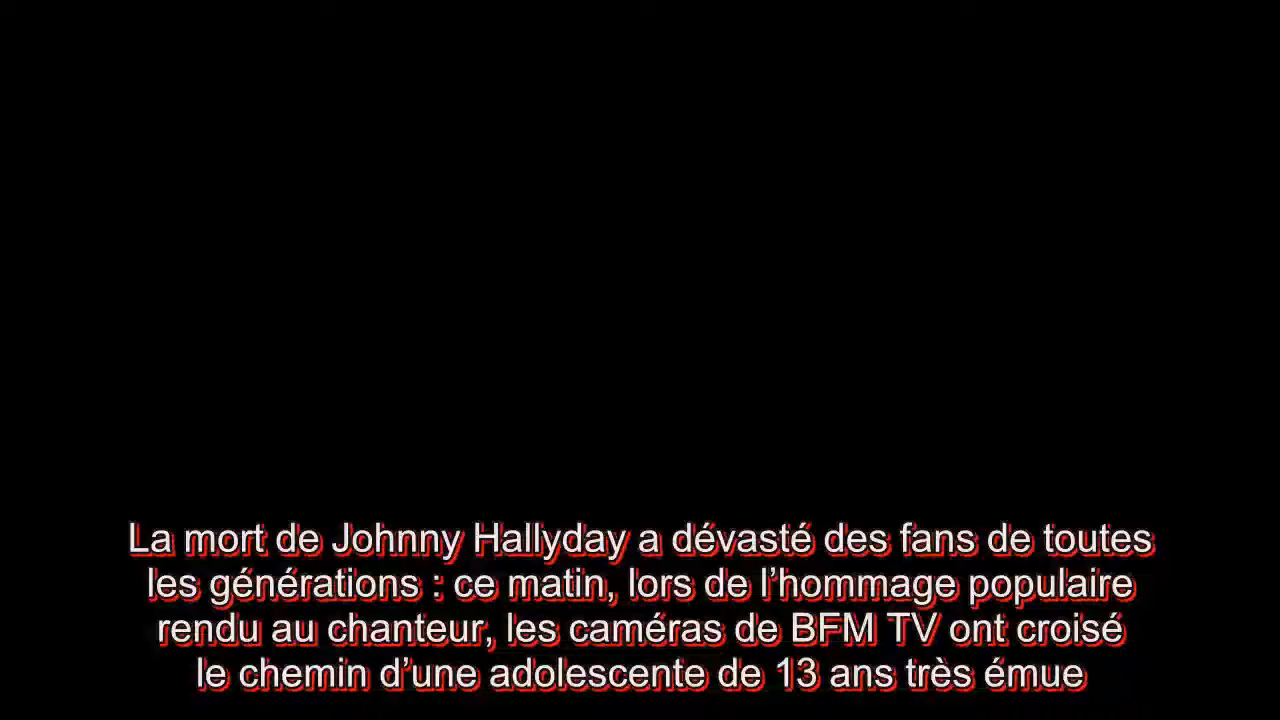 La mort de Johnny Hallyday a dévasté des fans de toutes
les générations : ce matin, lors de l’hommage populaire
rendu au chanteur, les caméras de BFM TV ont croisé
le chemin d’une adolescente de 13 ans très émue